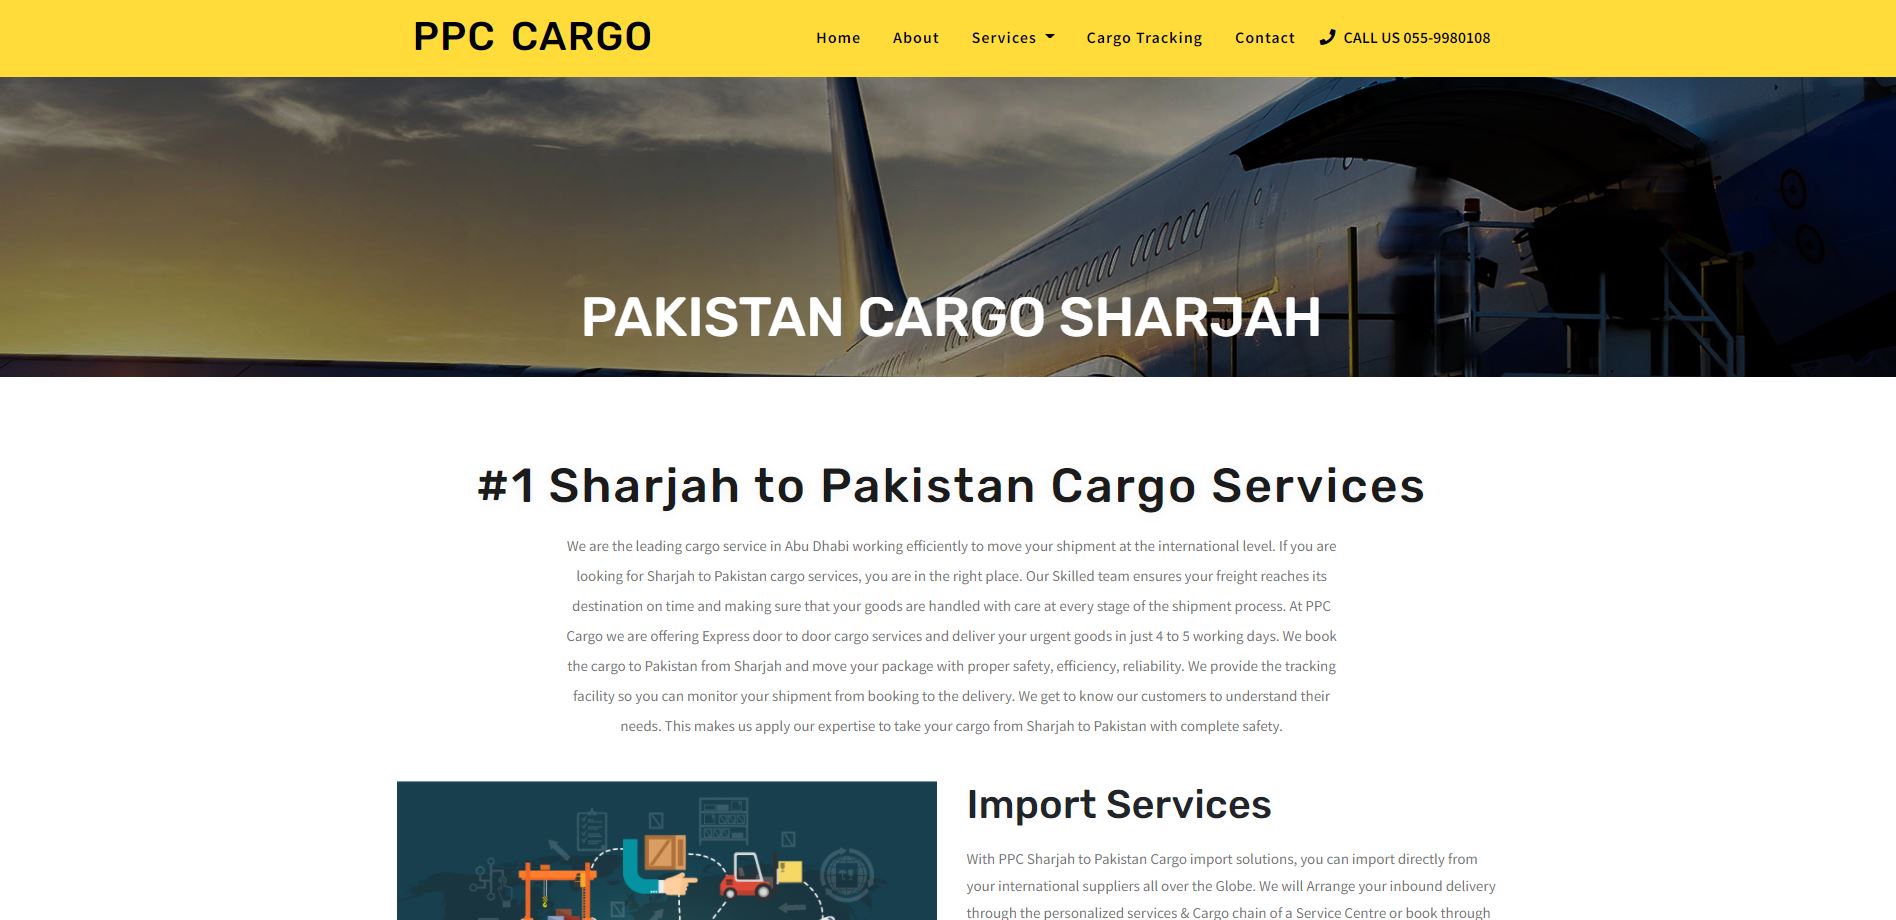 PPC CARGO
Home About Services Cargo Tracking Contact CALL US 055-9980108
PAKISTAN CARGO SHARJAH
#1 Sharjah to Pakistan Cargo Services
We are the leading cargo service in Abu Dhabi working efficiently to move your shipment at the international level. If you are
looking for Sharjah to Pakistan cargo services, you are in the right place. Our Skilled team ensures your freight reaches its
destination on time and making sure that your goods are handled with care at every stage of the shipment process. At PPC
Cargo we are offering Express door to door cargo services and deliver your urgent goods in just 4 to 5 working days. We book
the cargo to Pakistan from Sharjah and move your package with proper safety, efficiency, reliability. We provide the tracking
facility so you can monitor your shipment from booking to the delivery. We get to know our customers to understand their
needs. This makes us apply our expertise to take your cargo from Sharjah to Pakistan with complete safety.
Import Services
With PPC Sharjah to Pakistan Cargo import solutions, you can import directly from
your international suppliers all over the Globe. We will Arrange your inbound delivery
through the personalized services & Cargo chain of a Service Centre or book through